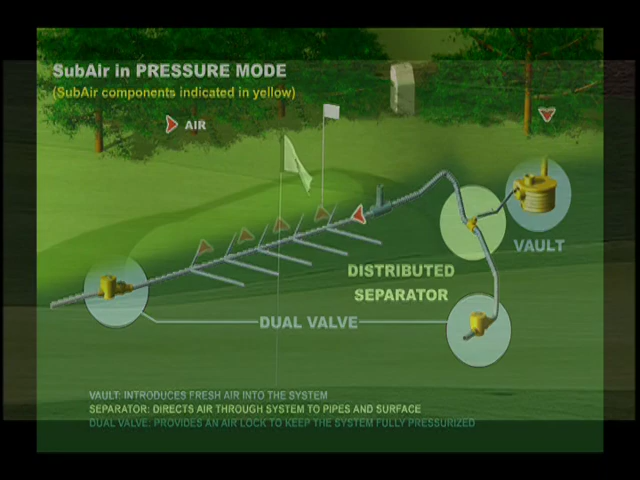 SubAir in PRESSURE MODE
(SubAir components indicated in yellow)
AIR
VAULT
DISTRIBUTED
SEPARATOR
DUAL VALVE
VAULT: INTRODUCES FRESH AIR INTO THE SYSTEM
SEPARATOR: DIRECTS AIR THROUGH SYSTEM TO PIPES AND SURFACE
DUAL VALVE: PROVIDES AN AIR LOCK TO KEEP THE SYSTEM FULLY PRESSURIZED